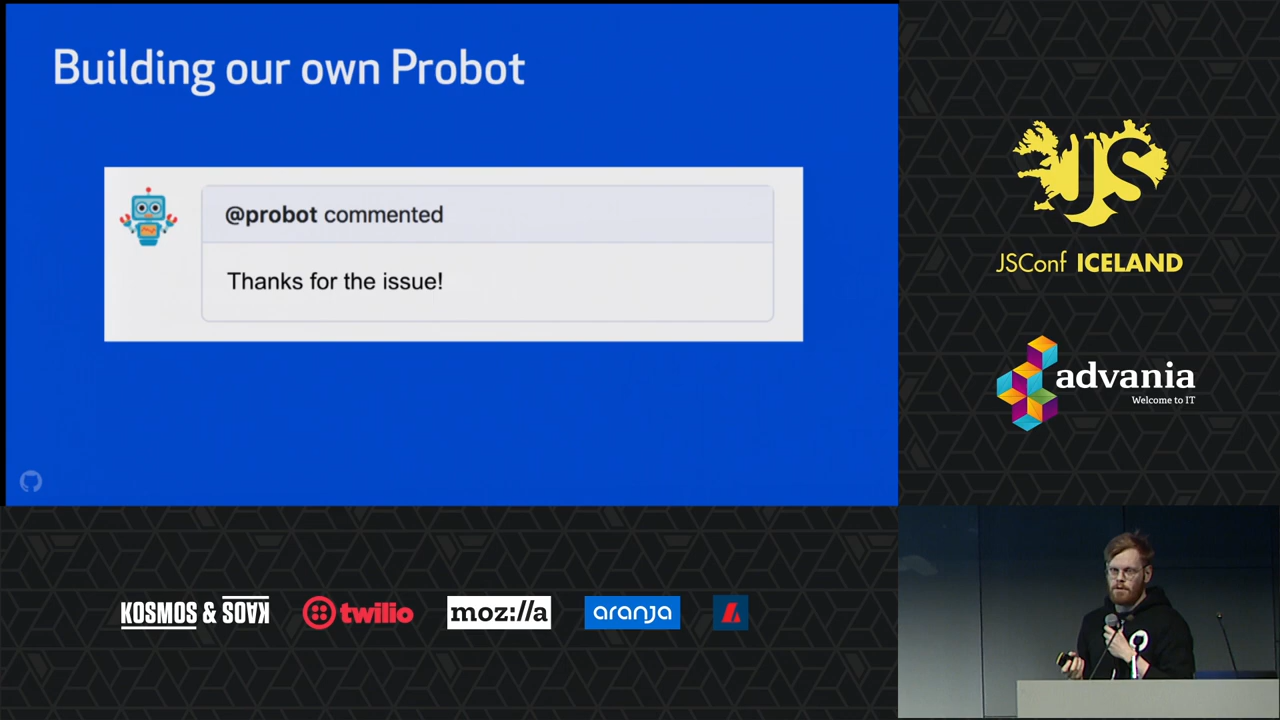 Building our own Probot
@probot commented
Thanks for the issue!
JS
JSConf ICELAND
advania
Welcome to IT
KOSMOS & KAOS
twilio
moz://a
aranja